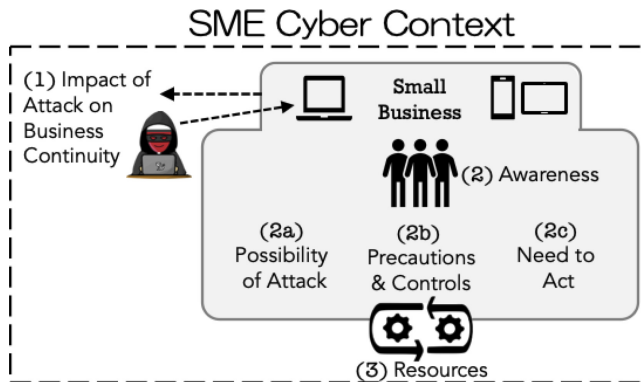 SME Cyber Context
(1) Impact of
Attack on
Business
Continuity
Small
Business
(2) Awareness
(2a)
Possibility
of Attack
(2b)
Precautions
& Controls
(2c)
Need to
Act
(3) Resources